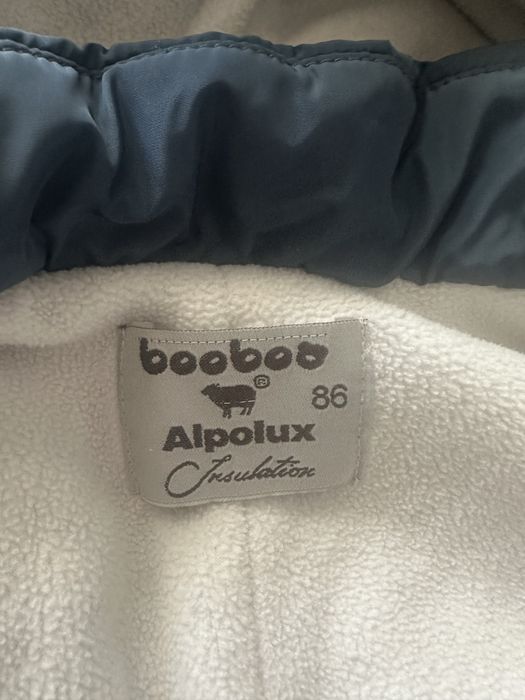 booboo
®
86
Alpolux
Insulation